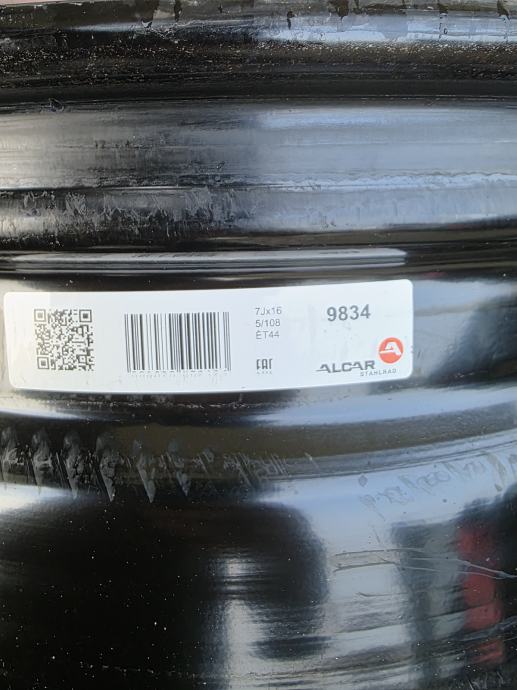 7Jx16
5/108
ET44
9834
EAC
ALCAR
STAHLRAD